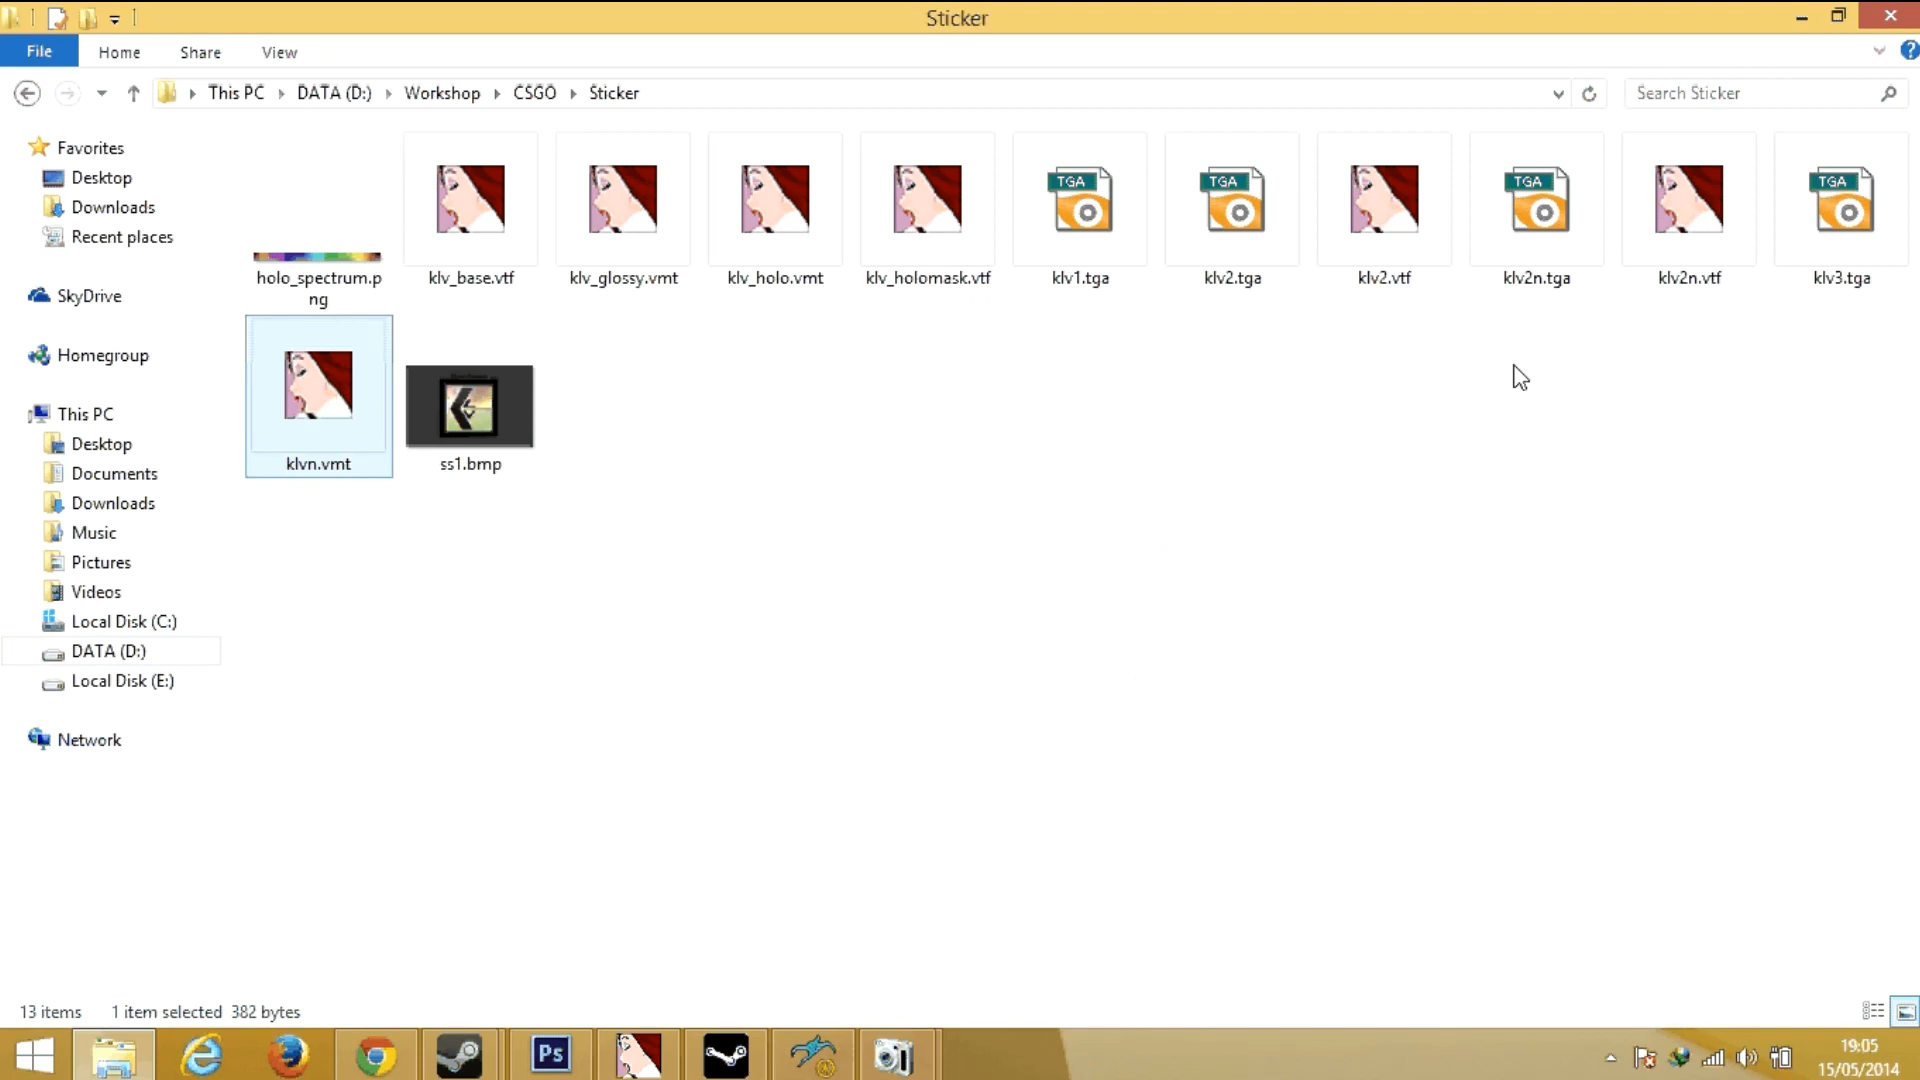 Sticker
File Home Share View
This PC DATA (D:) Workshop CSGO Sticker
Search Sticker
Favorites
Desktop
Downloads
Recent places
SkyDrive
Homegroup
This PC
Desktop
Documents
Downloads
Music
Pictures
Videos
Local Disk (C:)
DATA (D:)
Local Disk (E:)
Network
TGA TGA TGA TGA
holo_spectrum.p
ng
klv_base.vtf
klv_glossy.vmt
klv_holo.vmt
klv_holomask.vtf
klv1.tga
klv2.tga
klv2.vtf
klv2n.tga
klv2n.vtf
klv3.tga
klvn.vmt
ss1.bmp
13 items 1 item selected 382 bytes
Ps
19:05
15/05/2014